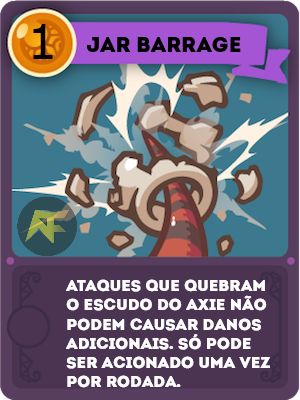 1
JAR BARRAGE
AF
ATAQUES QUE QUEBRAM
O ESCUDO DO AXIE NÃO
PODEM CAUSAR DANOS
ADICIONAIS. SÓ PODE
SER ACIONADO UMA VEZ
POR RODADA.